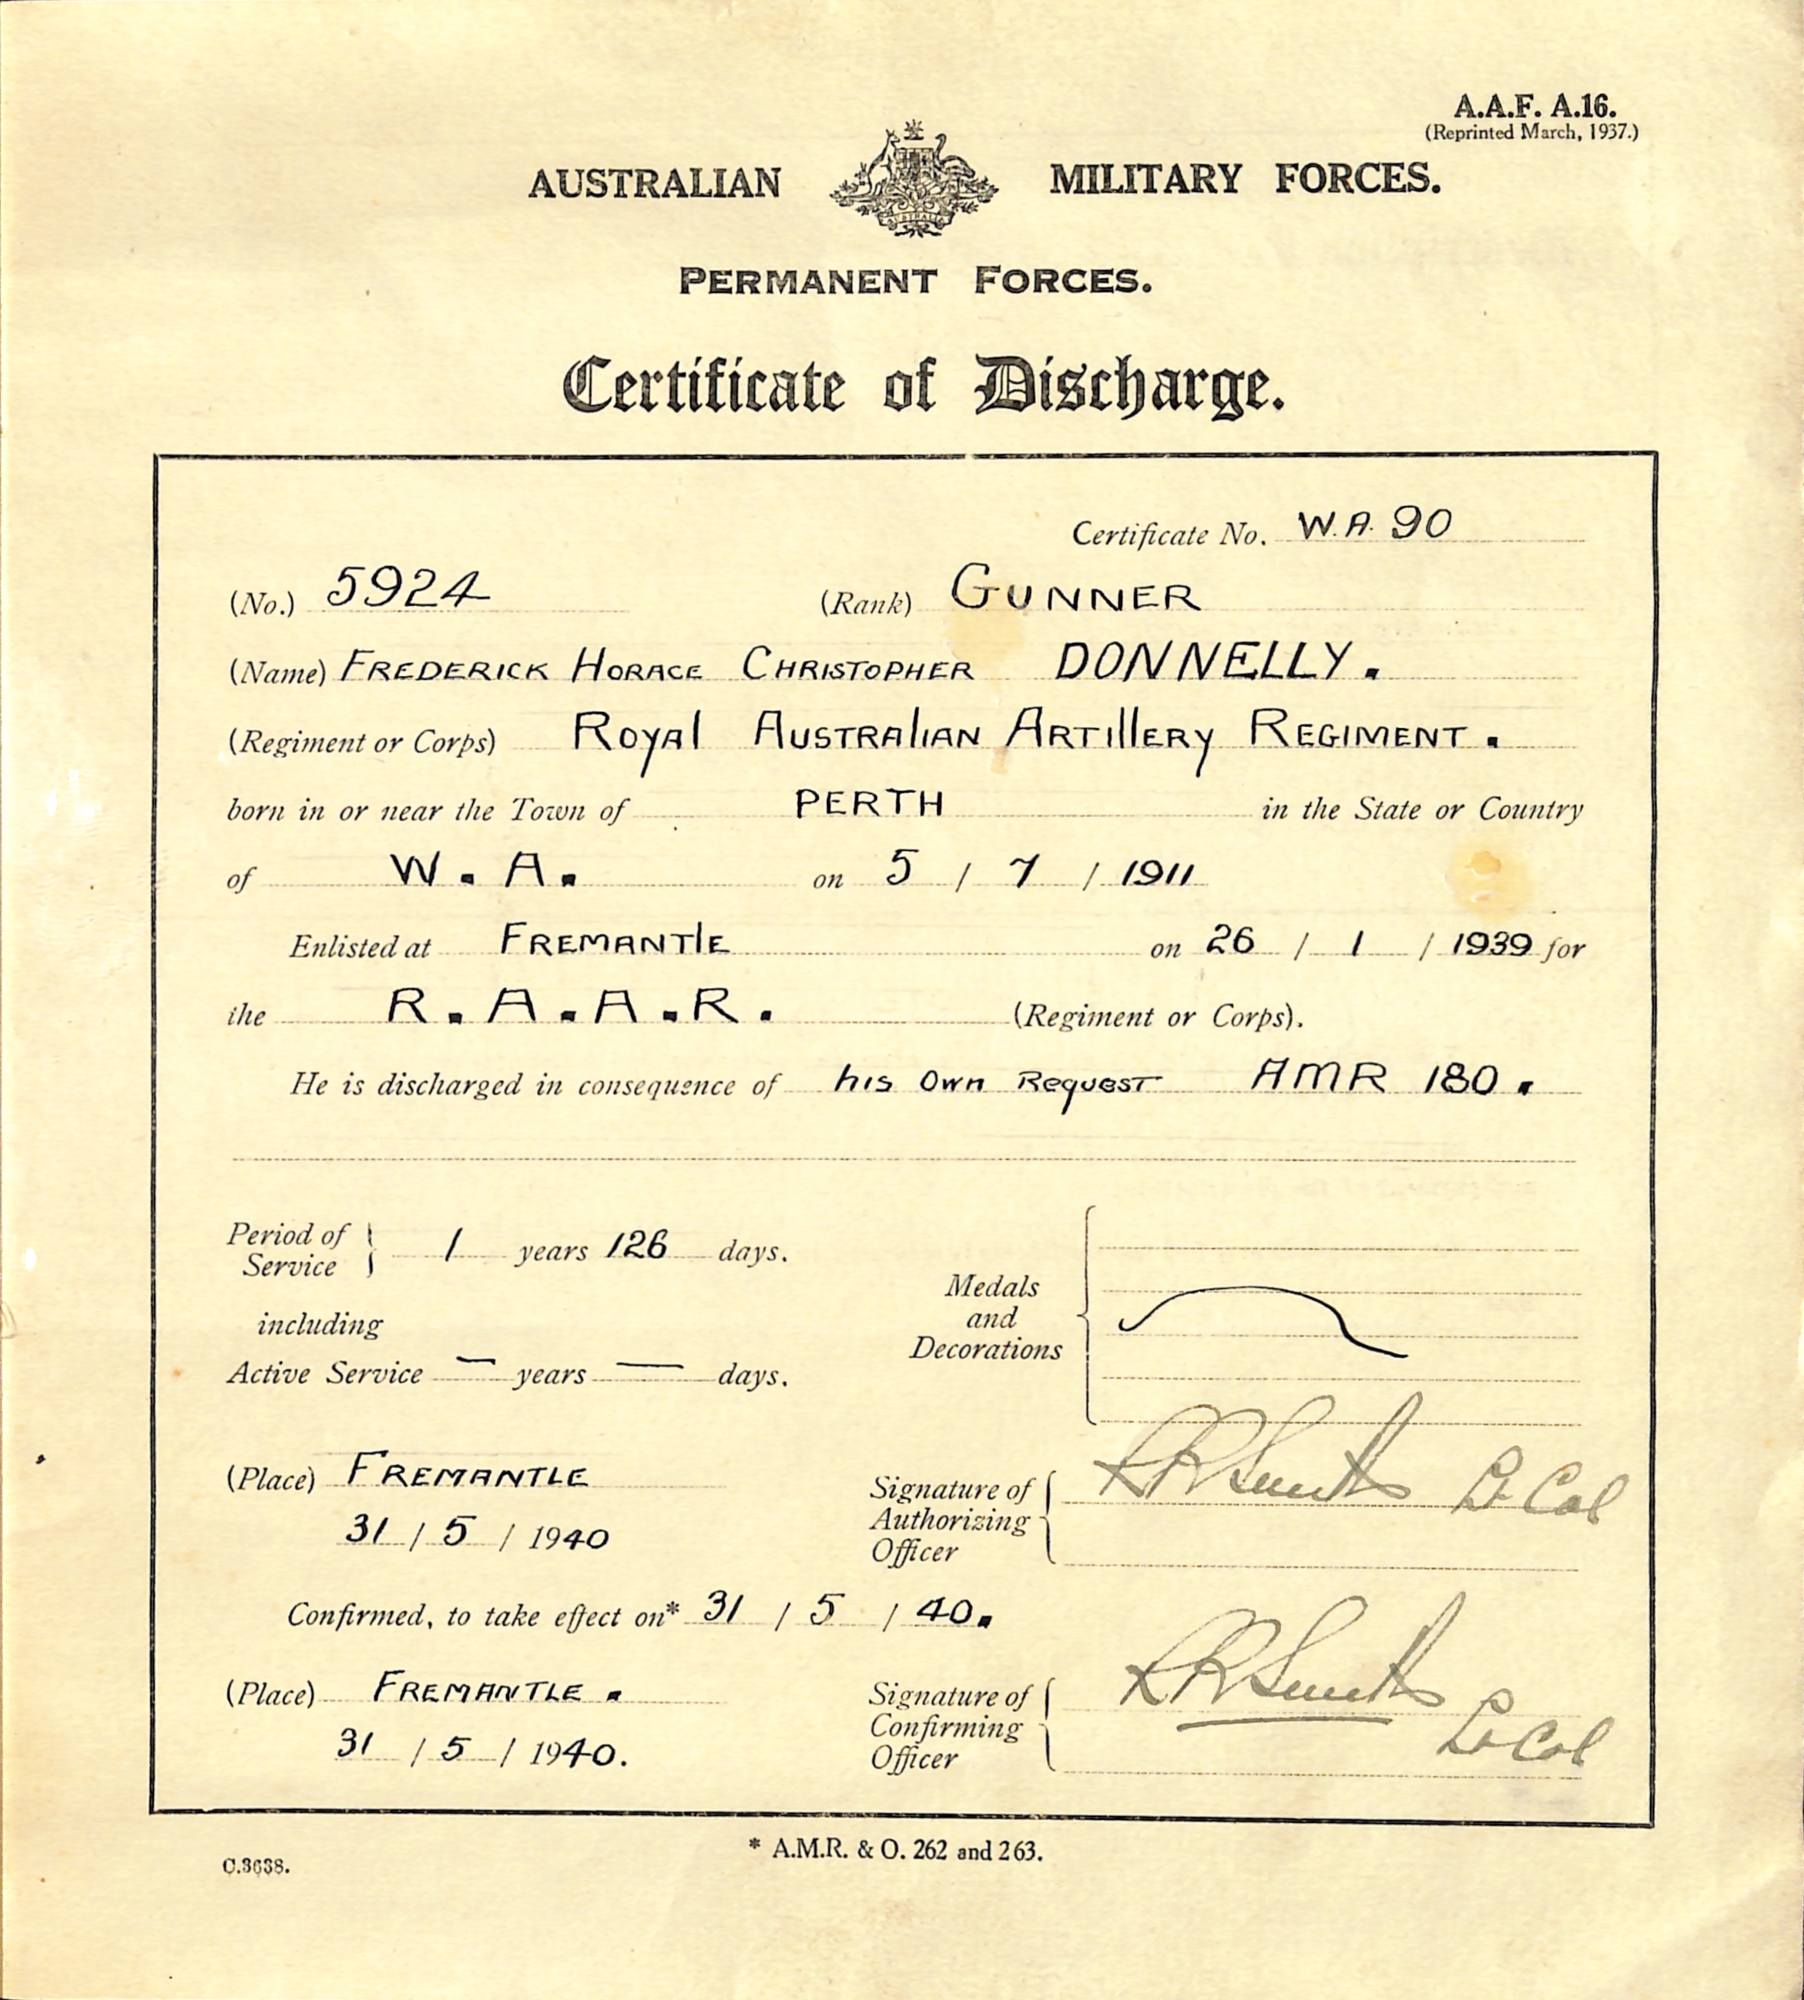 A.A.F. A.16.
(Reprinted March, 1937.)
AUSTRALIAN MILITARY FORCES.
AUSTRALIA
PERMANENT FORCES.
Certificate of Discharge.
Certificate No. W.A. 90
(No.) 5924 (Rank) GUNNER
(Name) FREDERICK HORACE CHRISTOPHER DONNELLY.
(Regiment or Corps) ROYAl AUSTRAlIAN ARTIllERY REGIMENT.
born in or near the Town of PERTH in the State or Country
of W. A. on 5 / 7 / 1911
Enlisted at FREMANTlE on 26 / 1 / 1939 for
the R. A. A. R. (Regiment or Corps).
He is discharged in consequence of his Own Request AMR 180.
Period of Service 1 years 126 days.
including
Active Service — years — days.
Medals and Decorations
(Place) FREMANTLE
31 / 5 / 1940
Signature of Authorizing Officer Smith Lt Col
Confirmed, to take effect on* 31 / 5 / 40.
(Place) FREMANTLE.
31 / 5 / 1940.
Signature of Confirming Officer Smith Lt Col
* A.M.R. & O. 262 and 263.
C.3638.